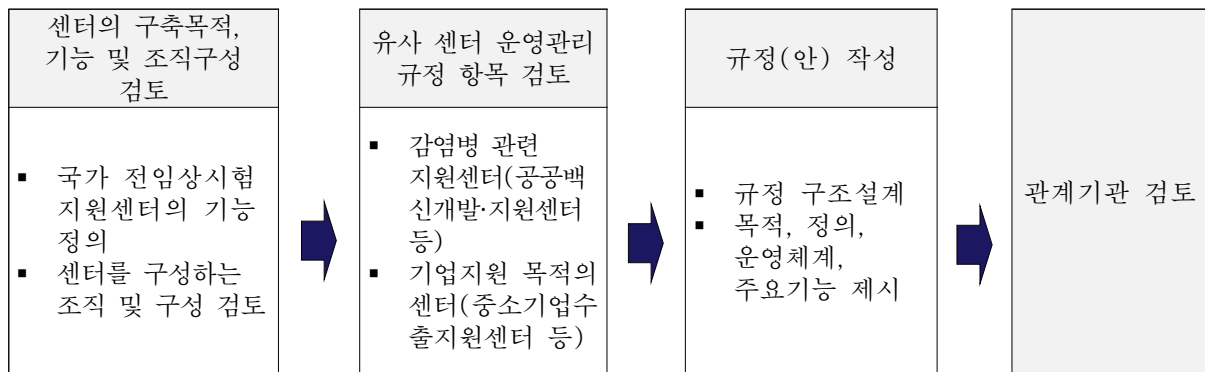 센터의 구축목적,
기능 및 조직구성
검토
▪ 국가 전임상시험
지원센터의 기능
정의
▪ 센터를 구성하는
조직 및 구성 검토
유사 센터 운영관리
규정 항목 검토
▪ 감염병 관련
지원센터(공공백
신개발·지원센터
등)
▪ 기업지원 목적의
센터(중소기업수
출지원센터 등)
규정(안) 작성
▪ 규정 구조설계
▪ 목적, 정의,
운영체계,
주요기능 제시
관계기관 검토